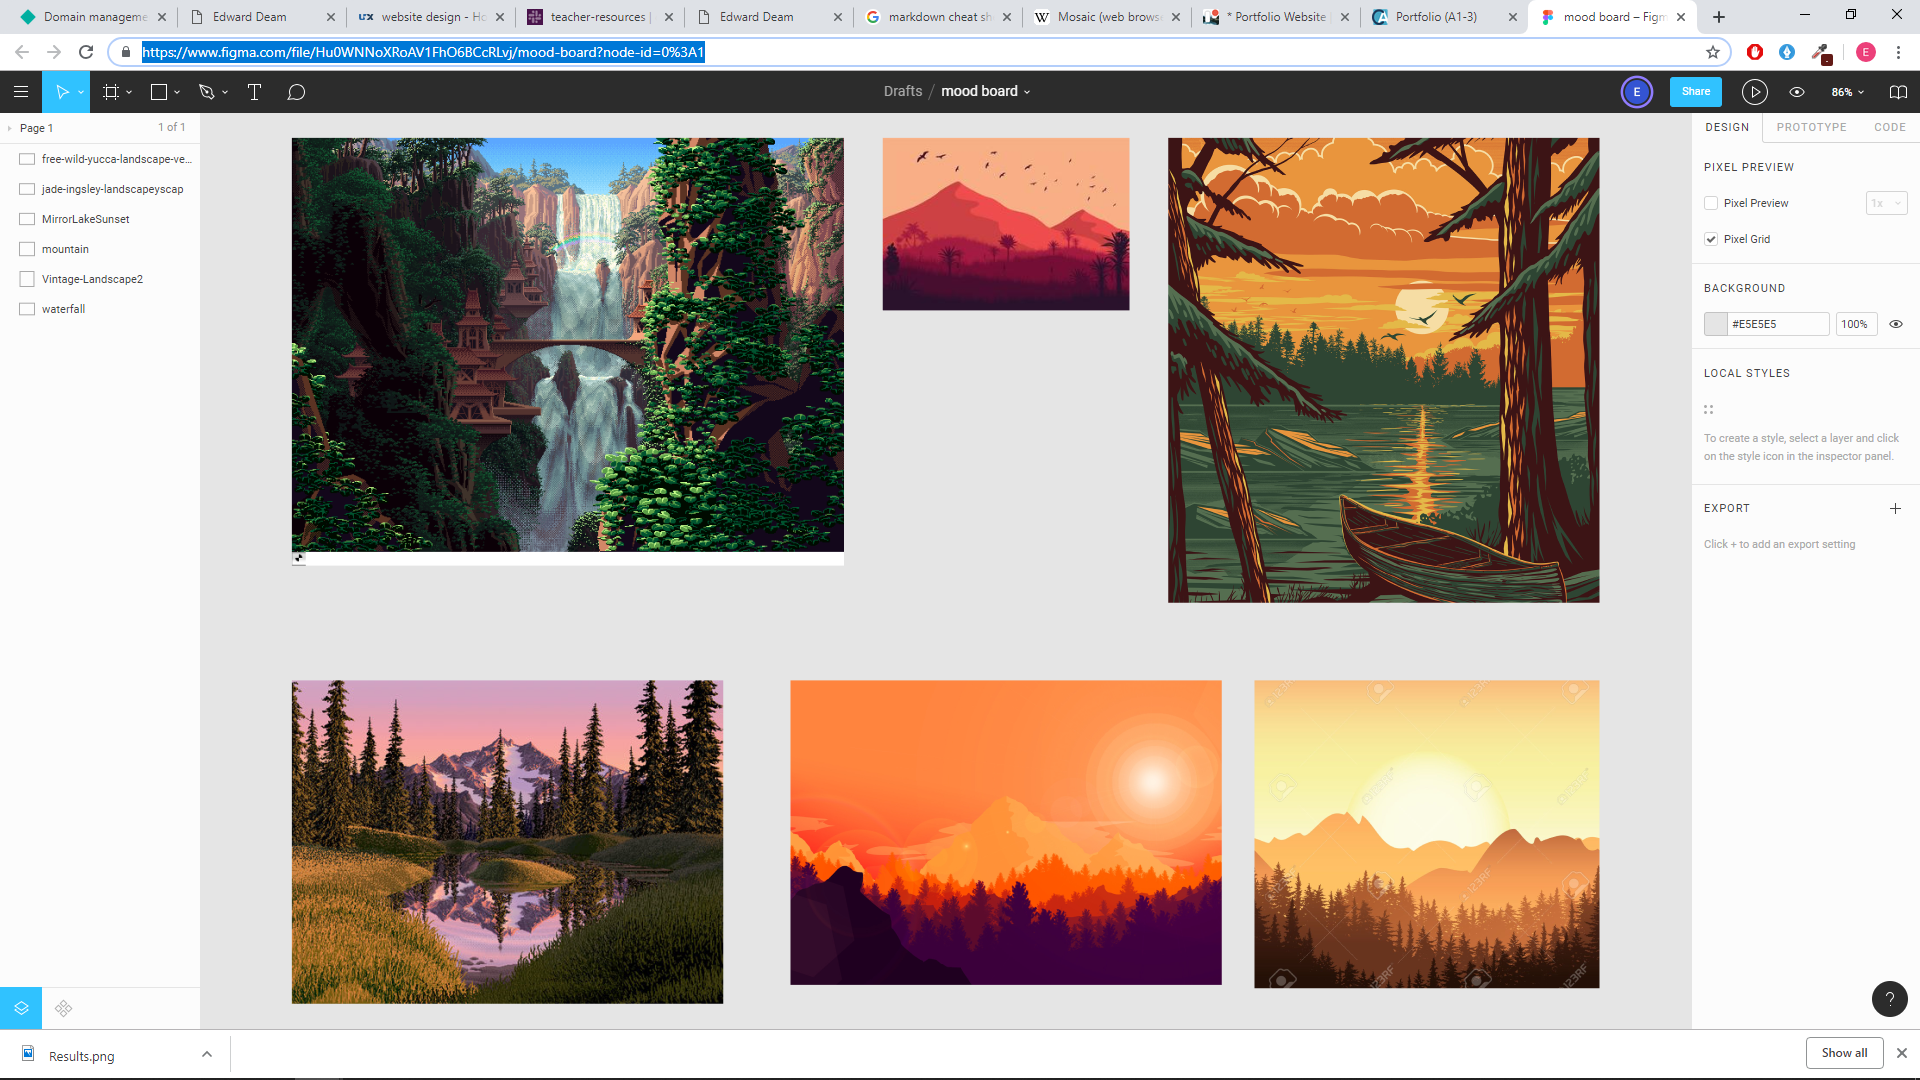 Domain manageme
Edward Deam
website design - Ho
teacher-resources |
Edward Deam
markdown cheat sh
Mosaic (web brows
* Portfolio Website |
Portfolio (A1-3)
mood board – Figm
https://www.figma.com/file/Hu0WNNoXRoAV1FhO6BCcRLvj/mood-board?node-id=0%3A1
E
Drafts / mood board
E
Share
86%
Page 1
1 of 1
DESIGN
PROTOTYPE
CODE
free-wild-yucca-landscape-ve...
jade-ingsley-landscapeyscap
MirrorLakeSunset
mountain
Vintage-Landscape2
waterfall
PIXEL PREVIEW
Pixel Preview
1x
Pixel Grid
BACKGROUND
#E5E5E5
100%
LOCAL STYLES
To create a style, select a layer and click
on the style icon in the inspector panel.
EXPORT
Click + to add an export setting
123RF
123RF
?
Results.png
Show all